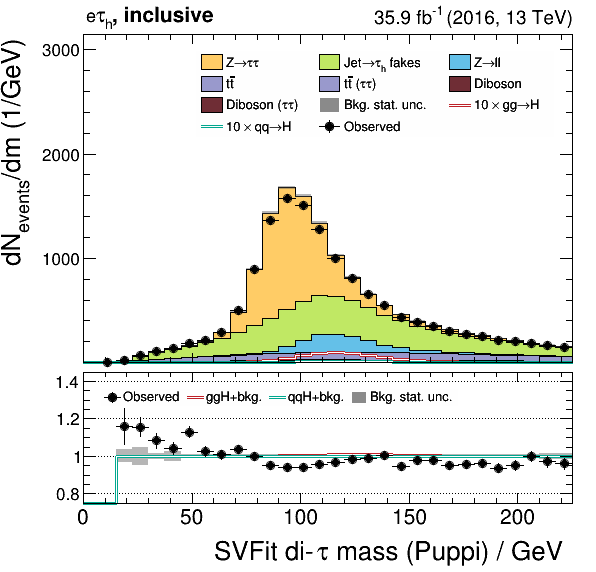 eτh, inclusive 35.9 fb⁻¹ (2016, 13 TeV)
3000
2000
1000
dNevents/dm (1/GeV)
Z→ττ Jet→τh fakes Z→ll
tt̄ tt̄ (ττ) Diboson
Diboson (ττ) Bkg. stat. unc. 10 × gg→H
10 × qq→H Observed
1.4
1.2
1
0.8
Observed ggH+bkg. qqH+bkg. Bkg. stat. unc.
0 50 100 150 200
SVFit di-τ mass (Puppi) / GeV